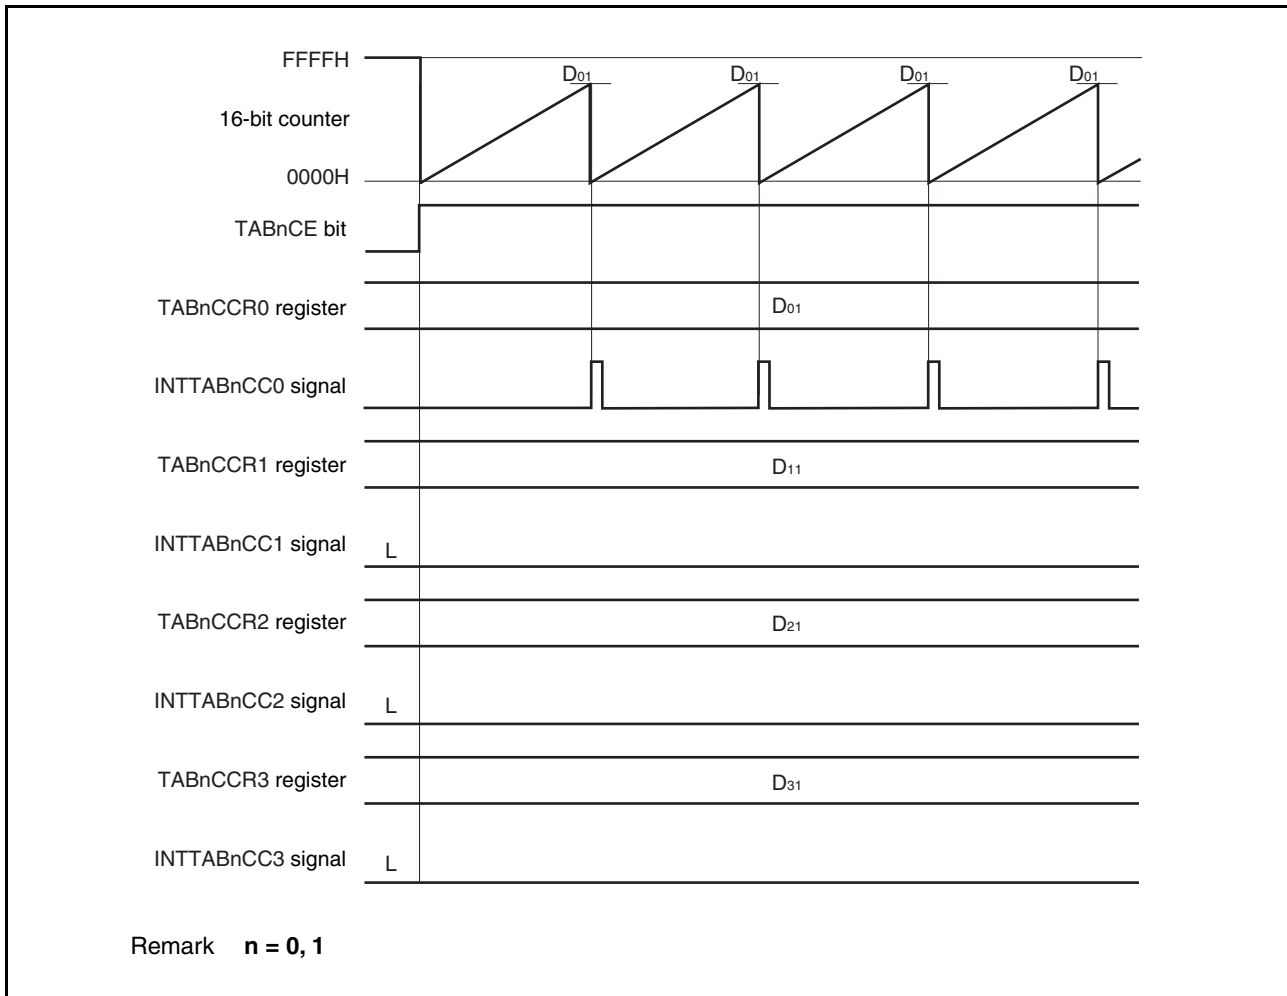 FFFFH
D01 D01 D01 D01
16-bit counter
0000H
TABnCE bit
TABnCCR0 register D01
INTTABnCC0 signal
TABnCCR1 register D11
INTTABnCC1 signal L
TABnCCR2 register D21
INTTABnCC2 signal L
TABnCCR3 register D31
INTTABnCC3 signal L
Remark n = 0, 1